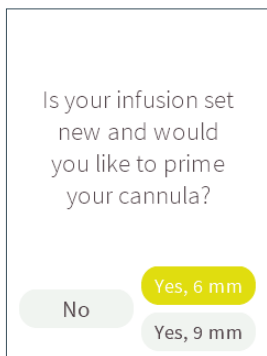 Is your infusion set
new and would
you like to prime
your cannula?
Yes, 6 mm
No
Yes, 9 mm